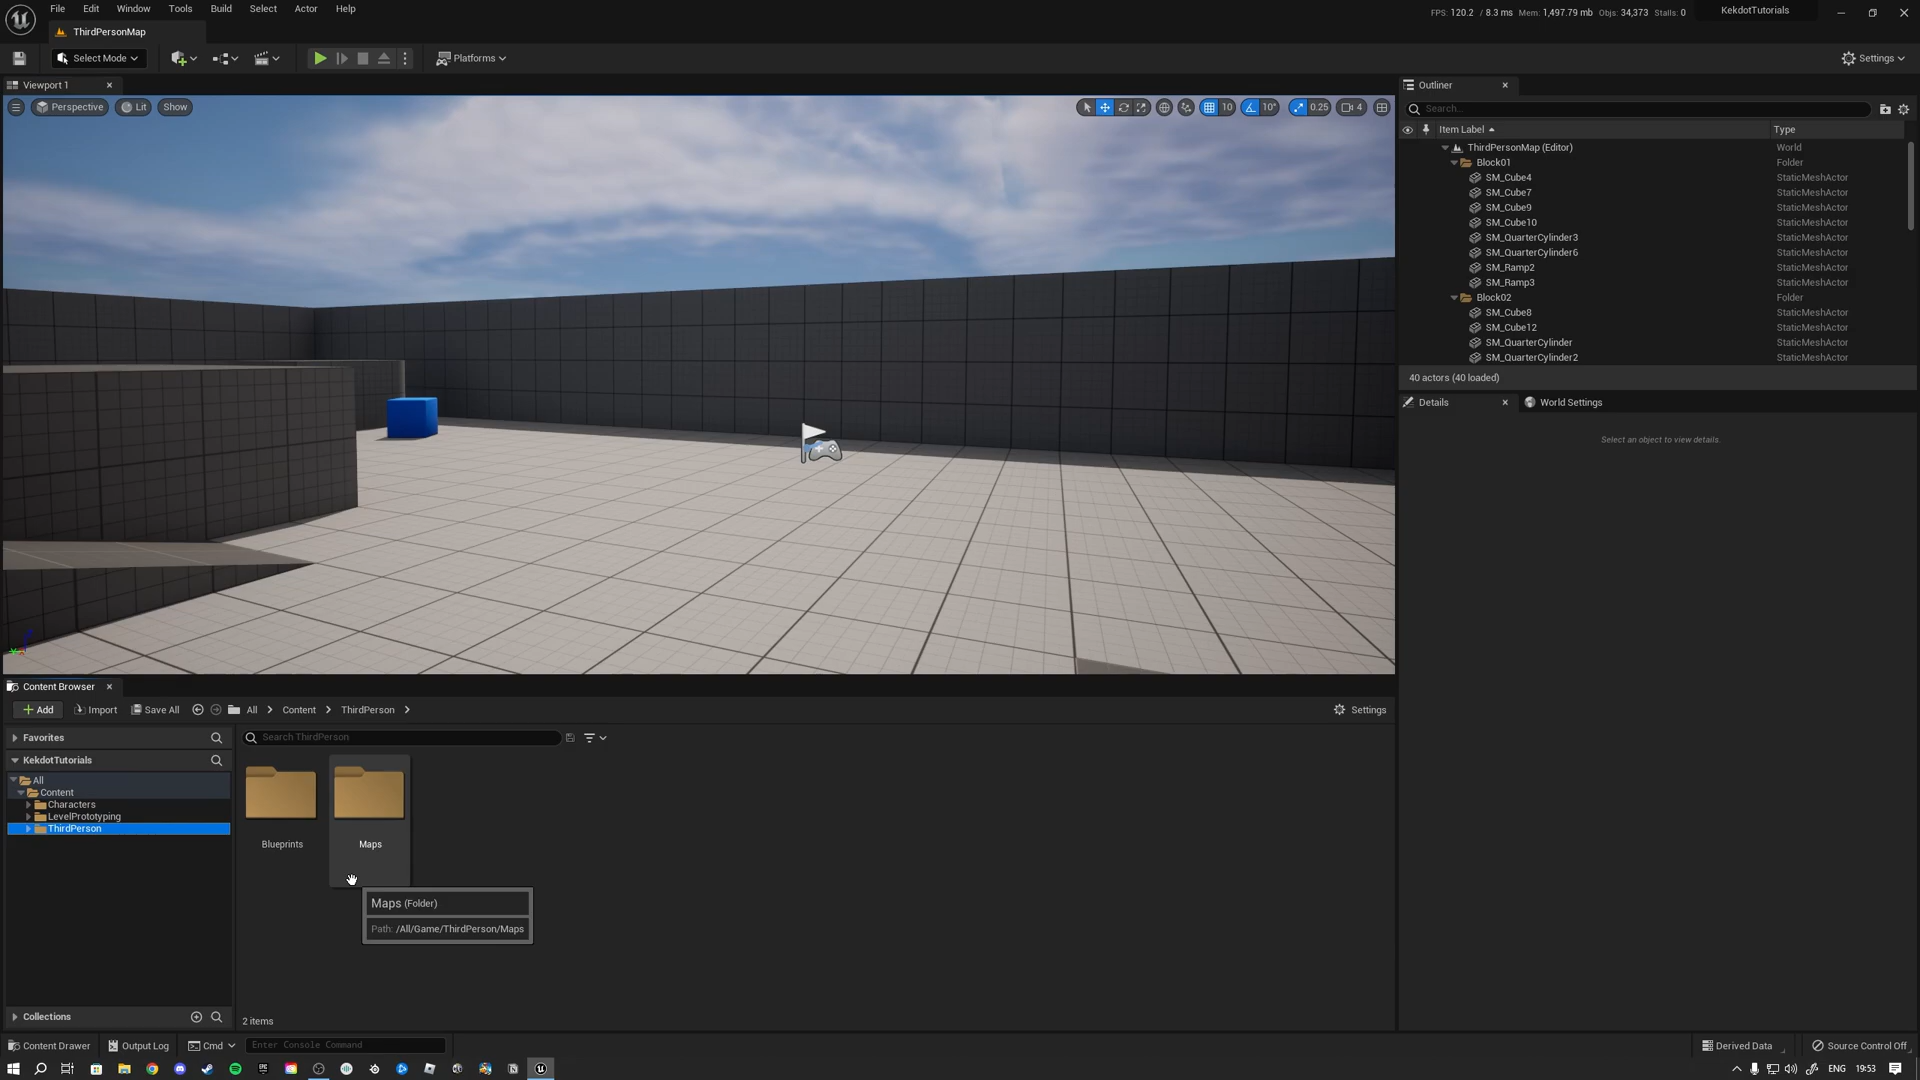 File Edit Window Tools Build Select Actor Help
FPS: 120.2 / 8.3 ms Mem: 1,497.79 mb Objs: 34,373 Stalls: 0
KekdotTutorials
ThirdPersonMap
Select Mode
Platforms
Settings
Viewport 1
Perspective Lit Show
10 10° 0.25 4
Outliner
Search...
Item Label Type
ThirdPersonMap (Editor) World
Block01 Folder
SM_Cube4 StaticMeshActor
SM_Cube7 StaticMeshActor
SM_Cube9 StaticMeshActor
SM_Cube10 StaticMeshActor
SM_QuarterCylinder3 StaticMeshActor
SM_QuarterCylinder6 StaticMeshActor
SM_Ramp2 StaticMeshActor
SM_Ramp3 StaticMeshActor
Block02 Folder
SM_Cube8 StaticMeshActor
SM_Cube12 StaticMeshActor
SM_QuarterCylinder StaticMeshActor
SM_QuarterCylinder2 StaticMeshActor
40 actors (40 loaded)
Details World Settings
Select an object to view details.
Content Browser
Add Import Save All All Content ThirdPerson Settings
Favorites
Search ThirdPerson
KekdotTutorials
All
Content
Characters
LevelPrototyping
ThirdPerson
Blueprints Maps
Maps (Folder)
Path: /All/Game/ThirdPerson/Maps
Collections
2 items
Content Drawer Output Log Cmd Enter Console Command
Derived Data Source Control Off
ENG 19:53